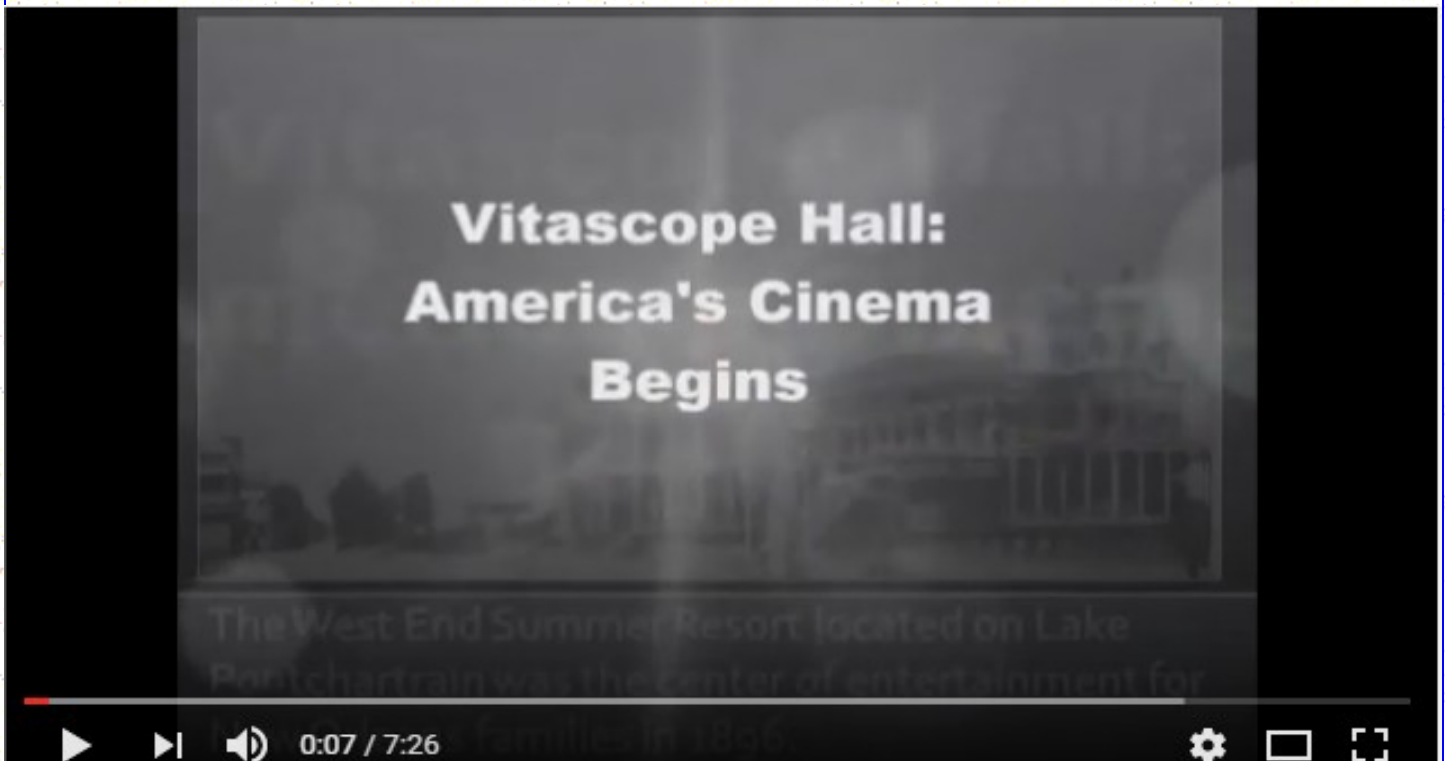 Vitascope Hall:
America's Cinema
Begins
The West End Summer Resort located on Lake
Pontchartrain was the center of entertainment for
families in
0:07 / 7:26